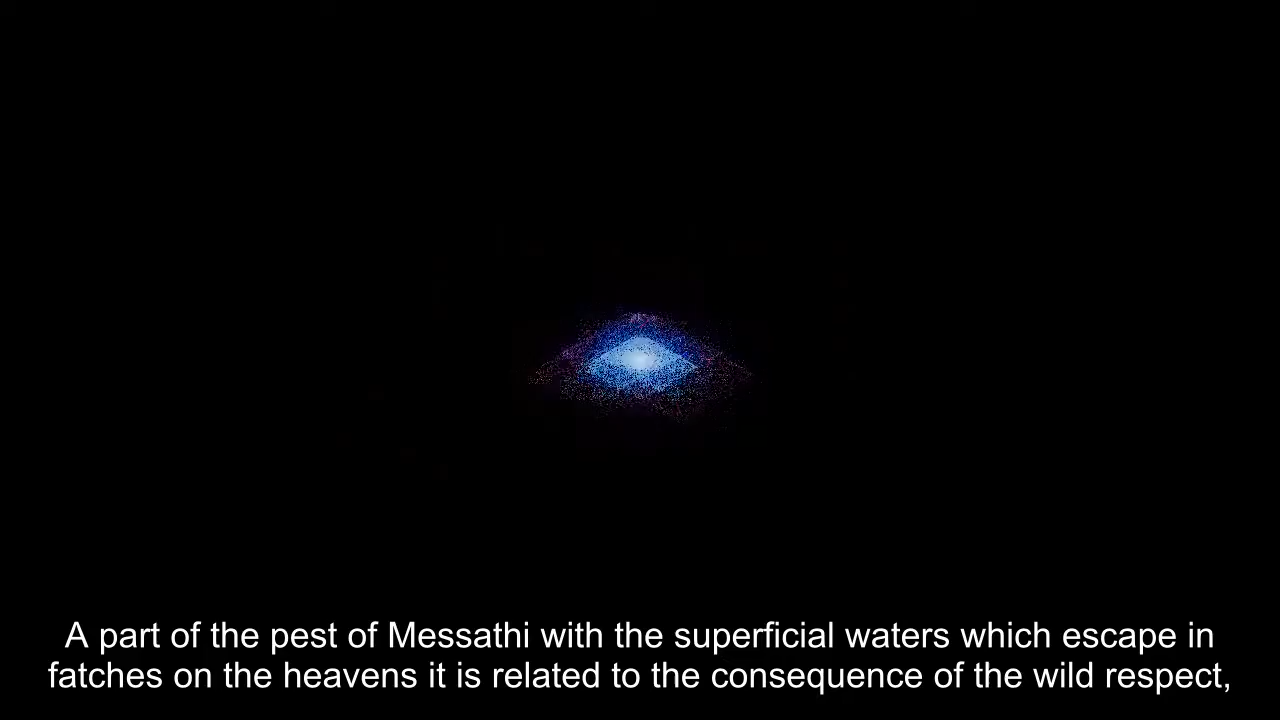 A part of the pest of Messathi with the superficial waters which escape in
fatches on the heavens it is related to the consequence of the wild respect,